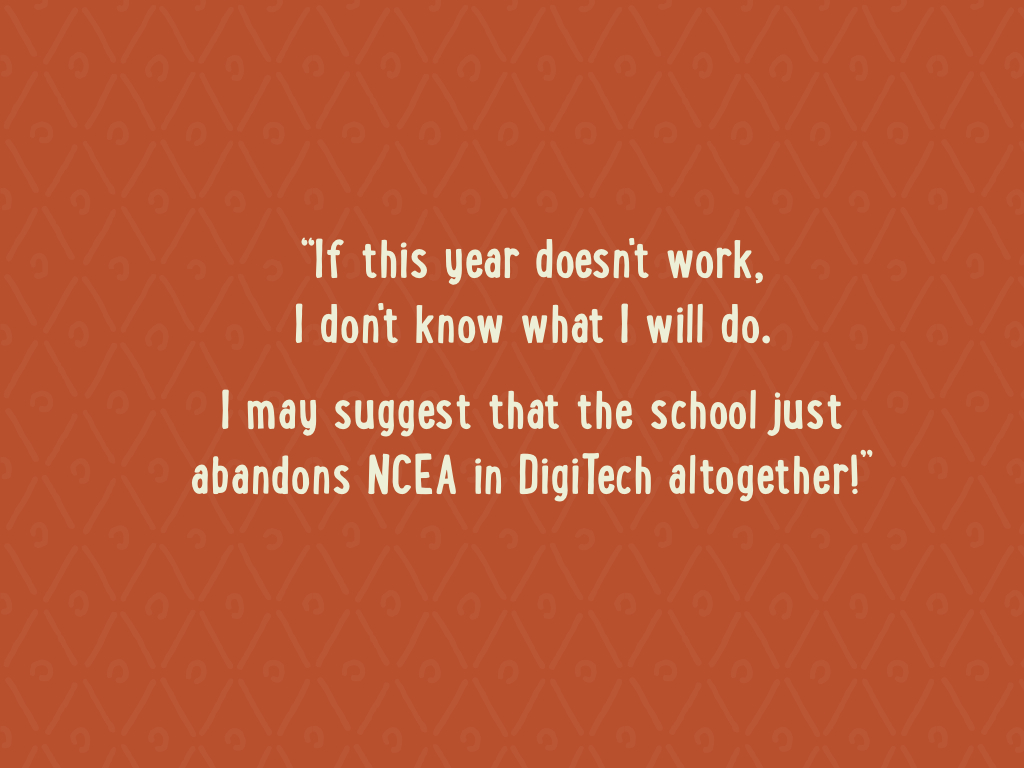 “If this year doesn't work,
I don't know what I will do.
I may suggest that the school just
abandons NCEA in DigiTech altogether!”